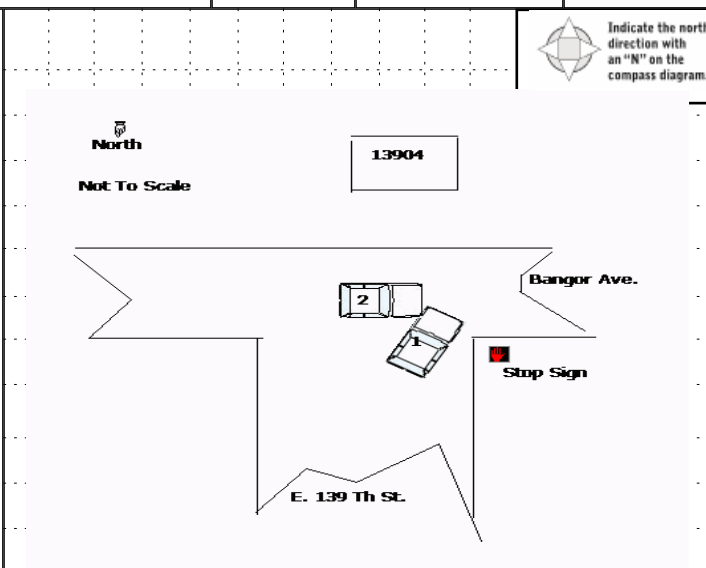 Indicate the north
direction with
an "N" on the
compass diagram.
North
13904
Not To Scale
2
Bangor Ave.
1
Stop Sign
E. 139 Th St.